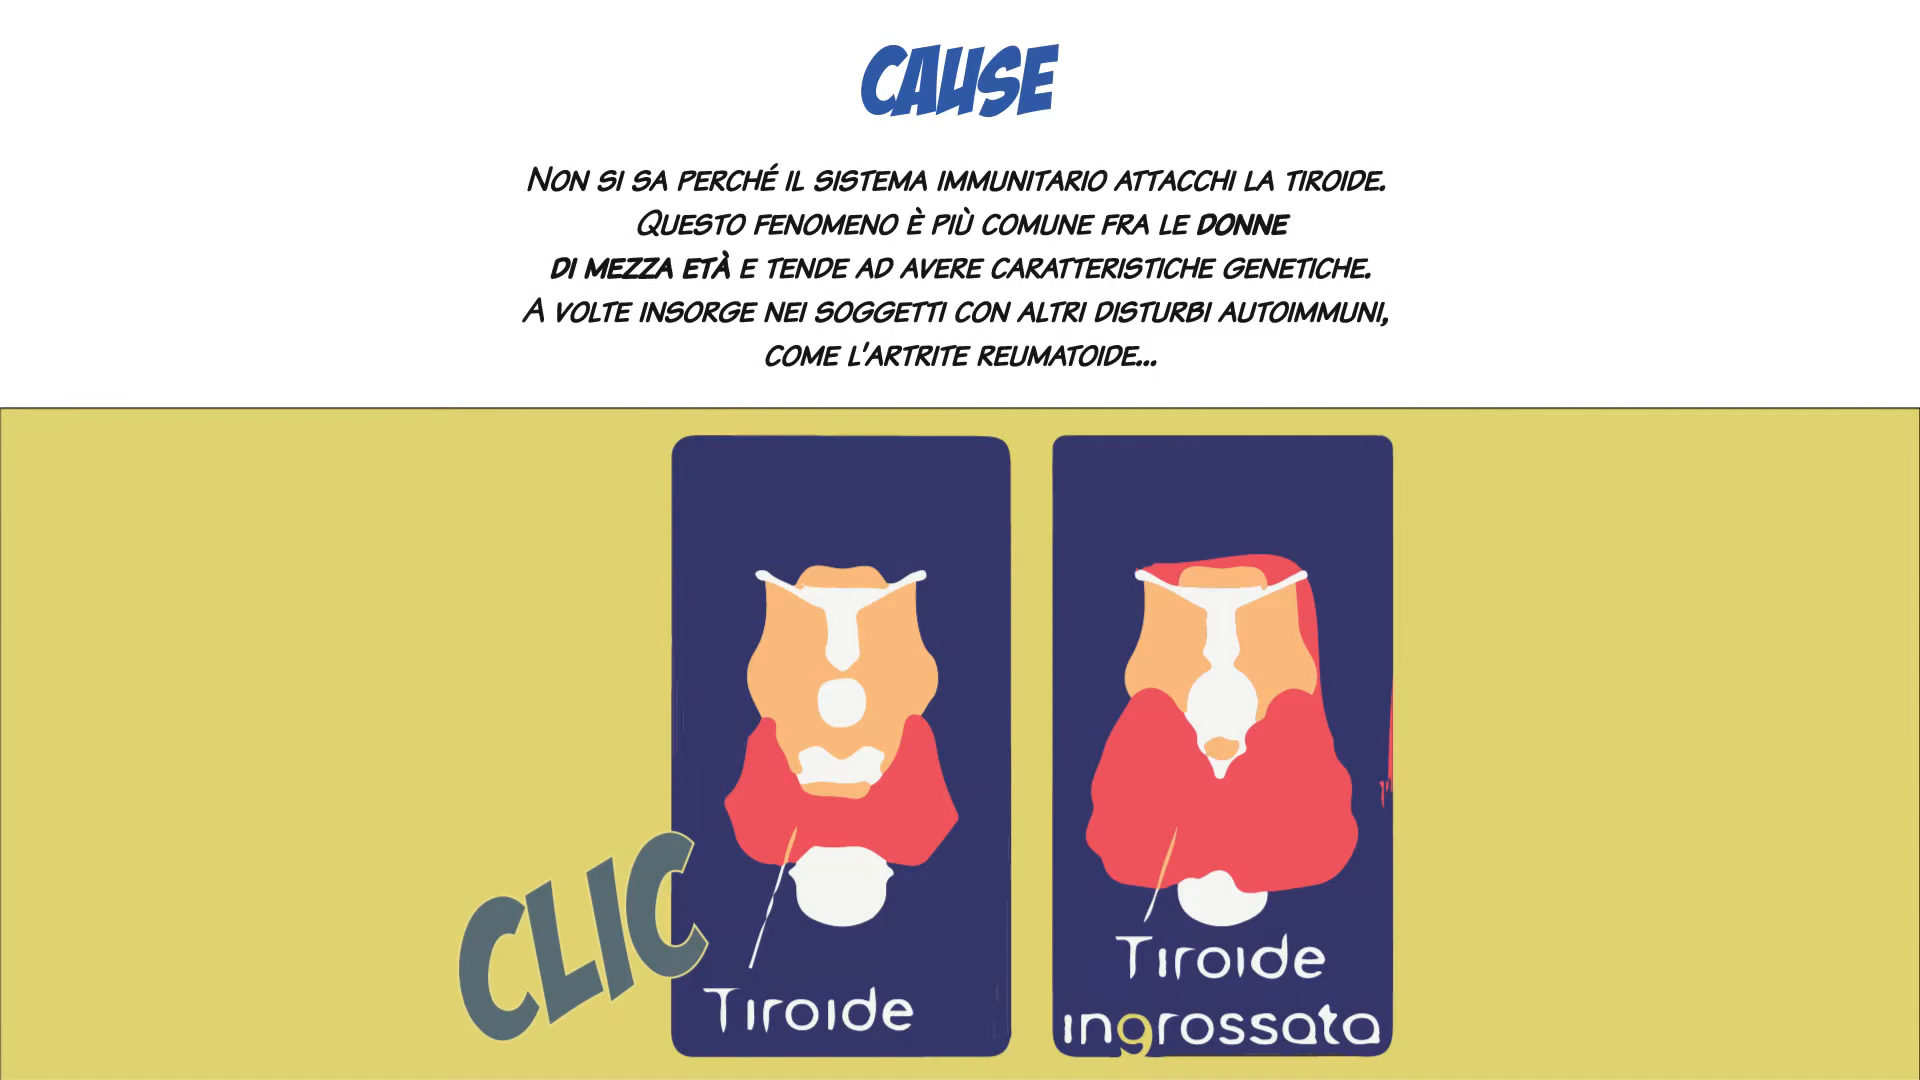 CAUSE
NON SI SA PERCHÉ IL SISTEMA IMMUNITARIO ATTACCHI LA TIROIDE.
QUESTO FENOMENO È PIÙ COMUNE FRA LE DONNE
DI MEZZA ETÀ E TENDE AD AVERE CARATTERISTICHE GENETICHE.
A VOLTE INSORGE NEI SOGGETTI CON ALTRI DISTURBI AUTOIMMUNI,
COME L'ARTRITE REUMATOIDE...
CLIC
Tiroide
Tiroide
ingrossata